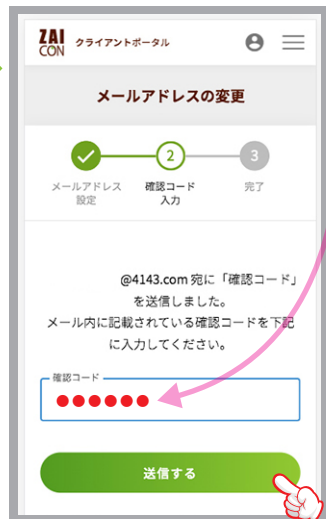 ZAI
CON クライアントポータル
メールアドレスの変更
2
3
メールアドレス
設定
確認コード
入力
完了
@4143.com 宛に「確認コード」
を送信しました。
メール内に記載されている確認コードを下記
に入力してください。
確認コード
●●●●●●
送信する